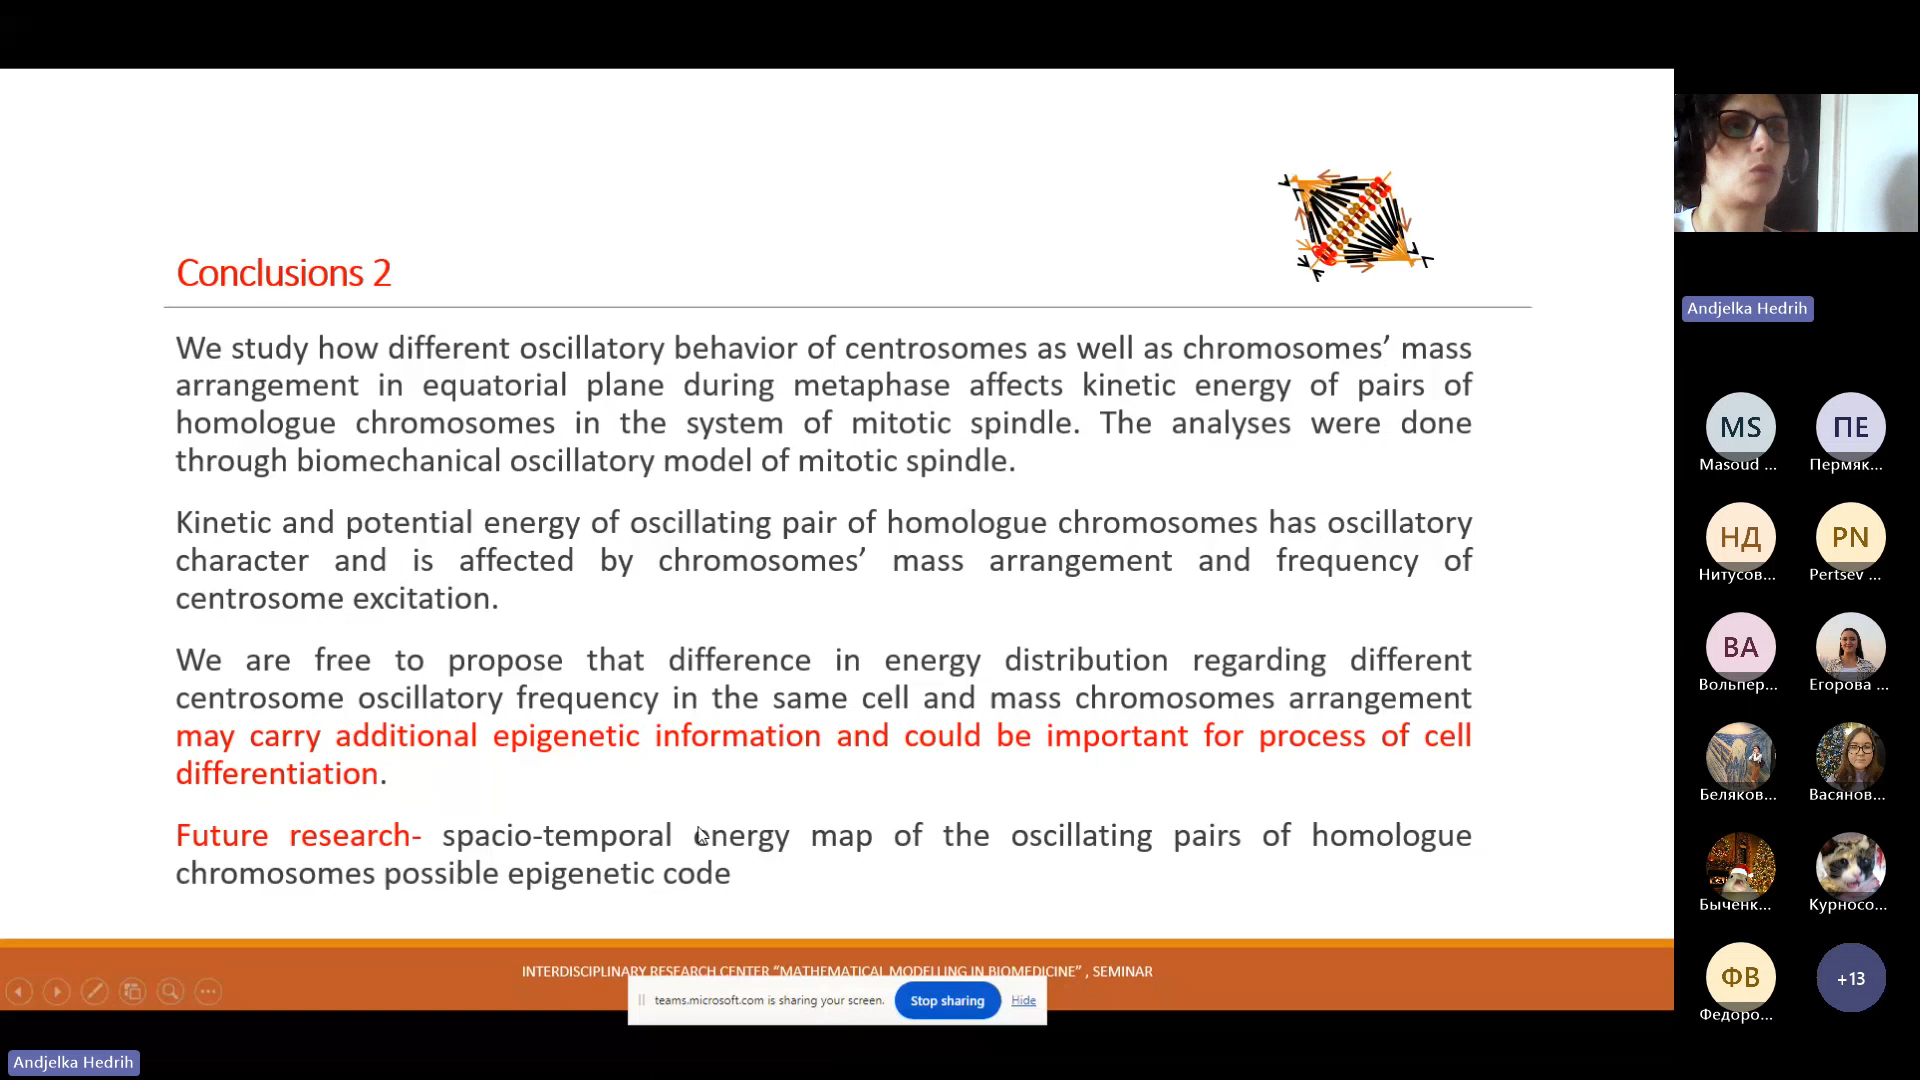 Conclusions 2
We study how different oscillatory behavior of centrosomes as well as chromosomes’ mass
arrangement in equatorial plane during metaphase affects kinetic energy of pairs of
homologue chromosomes in the system of mitotic spindle. The analyses were done
through biomechanical oscillatory model of mitotic spindle.
Kinetic and potential energy of oscillating pair of homologue chromosomes has oscillatory
character and is affected by chromosomes’ mass arrangement and frequency of
centrosome excitation.
We are free to propose that difference in energy distribution regarding different
centrosome oscillatory frequency in the same cell and mass chromosomes arrangement
may carry additional epigenetic information and could be important for process of cell
differentiation.
Future research- spacio-temporal energy map of the oscillating pairs of homologue
chromosomes possible epigenetic code
INTERDISCIPLINARY RESEARCH CENTER “MATHEMATICAL MODELLING IN BIOMEDICINE” , SEMINAR
teams.microsoft.com is sharing your screen.
Stop sharing
Hide
Andjelka Hedrih
Andjelka Hedrih
MS
Masoud ...
ПЕ
Пермяк...
НД
Нитусов...
PN
Pertsev ...
ВА
Вольпер...
Егорова ...
Беляков...
Васянов...
Быченк...
Курносо...
ФВ
Федоро...
+13